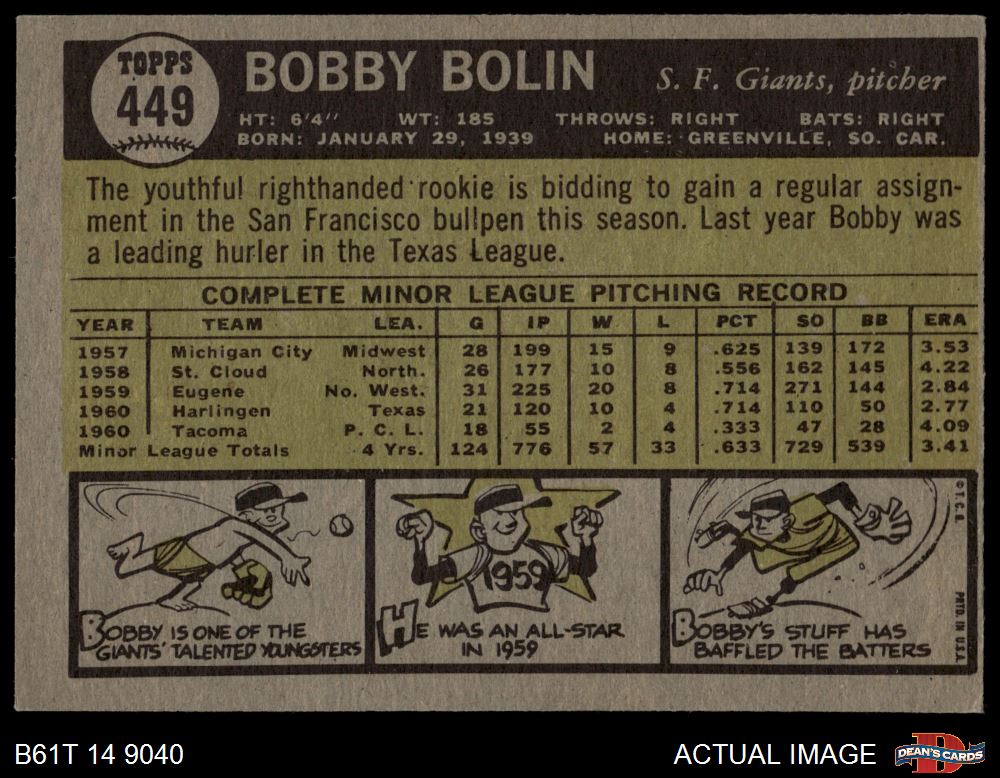 TOPPS
449
BOBBY BOLIN
S. F. Giants, pitcher
HT: 6'4" WT: 185 THROWS: RIGHT BATS: RIGHT
BORN: JANUARY 29, 1939 HOME: GREENVILLE, SO. CAR.
The youthful righthanded rookie is bidding to gain a regular assign-
ment in the San Francisco bullpen this season. Last year Bobby was
a leading hurler in the Texas League.
COMPLETE MINOR LEAGUE PITCHING RECORD
YEAR TEAM LEA. G IP W L PCT SO BB ERA
1957 Michigan City Midwest 28 199 15 9 .625 139 172 3.53
1958 St. Cloud North. 26 177 10 8 .556 162 145 4.22
1959 Eugene No. West. 31 225 20 8 .714 271 144 2.84
1960 Harlingen Texas 21 120 10 4 .714 110 50 2.77
1960 Tacoma P. C. L. 18 55 2 4 .333 47 28 4.09
Minor League Totals 4 Yrs. 124 776 57 33 .633 729 539 3.41
BOBBY IS ONE OF THE
GIANTS' TALENTED YOUNGSTERS
1959
HE WAS AN ALL-STAR
IN 1959
BOBBY'S STUFF HAS
BAFFLED THE BATTERS
© T.C.G.
PRTD. IN U.S.A.
B61T 14 9040
ACTUAL IMAGE
DEAN'S CARDS